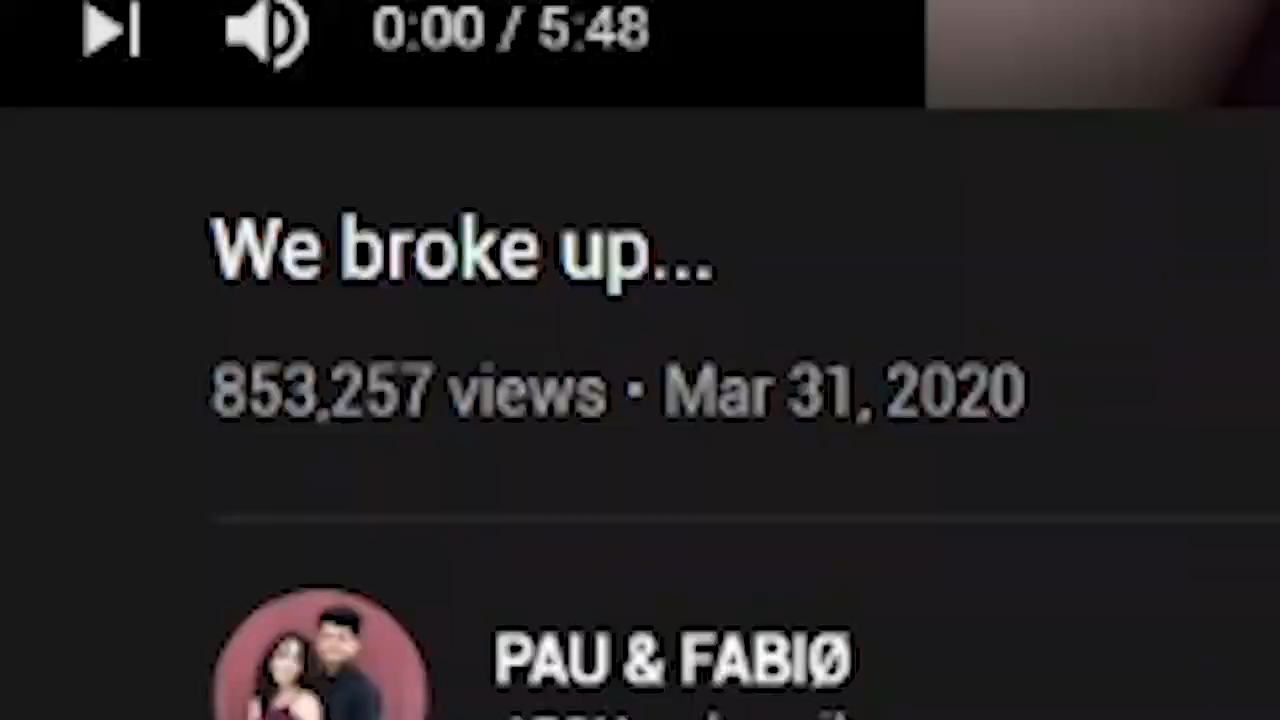 0:00 / 5:48
We broke up...
853,257 views • Mar 31, 2020
PAU & FABIØ